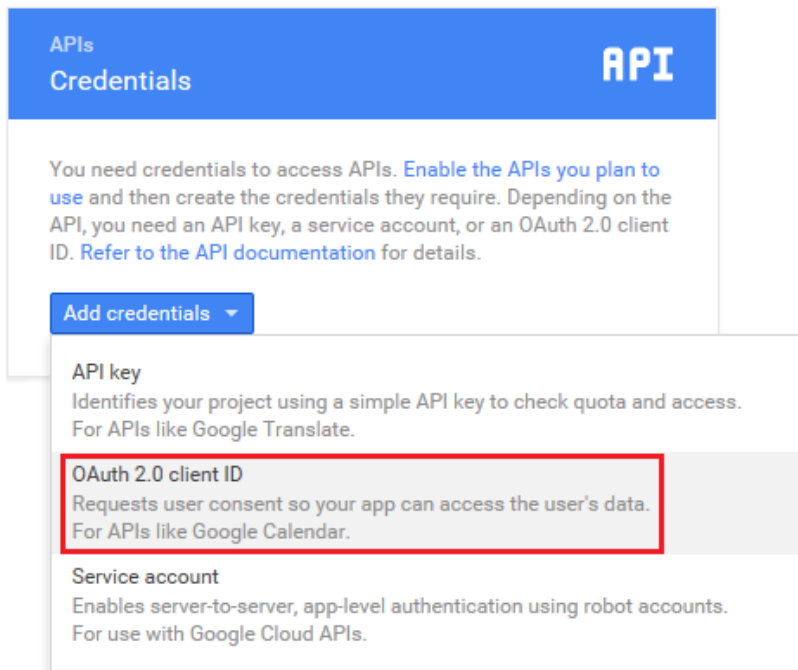 APIs
Credentials
API
You need credentials to access APIs. Enable the APIs you plan to
use and then create the credentials they require. Depending on the
API, you need an API key, a service account, or an OAuth 2.0 client
ID. Refer to the API documentation for details.
Add credentials
API key
Identifies your project using a simple API key to check quota and access.
For APIs like Google Translate.
OAuth 2.0 client ID
Requests user consent so your app can access the user's data.
For APIs like Google Calendar.
Service account
Enables server-to-server, app-level authentication using robot accounts.
For use with Google Cloud APIs.